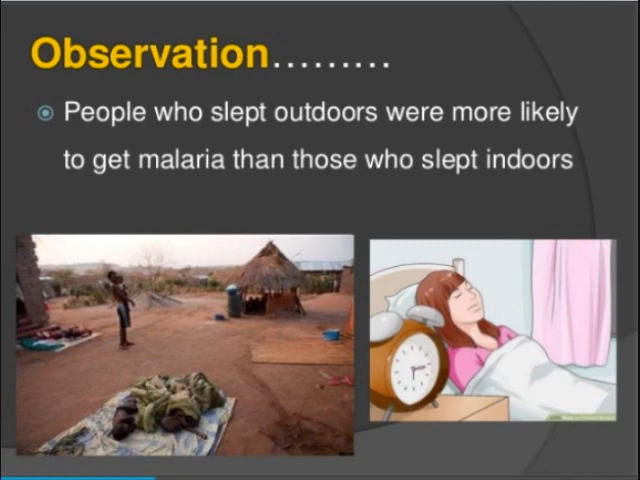 Observation.........
People who slept outdoors were more likely
to get malaria than those who slept indoors